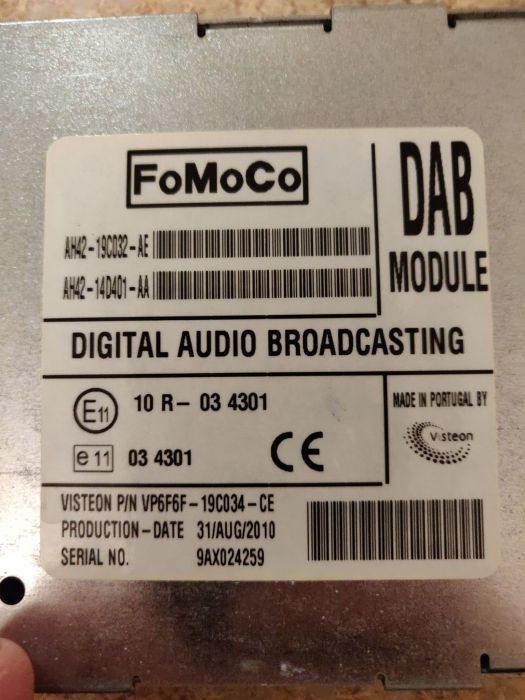 FoMoCo
AH42-19C032-AE
AH42-14D401-AA
DAB
MODULE
DIGITAL AUDIO BROADCASTING
E11 10 R- 03 4301
e 11 03 4301 CE
MADE IN PORTUGAL BY
Visteon
VISTEON P/N VP6F6F-19C034-CE
PRODUCTION-DATE 31/AUG/2010
SERIAL NO. 9AX024259